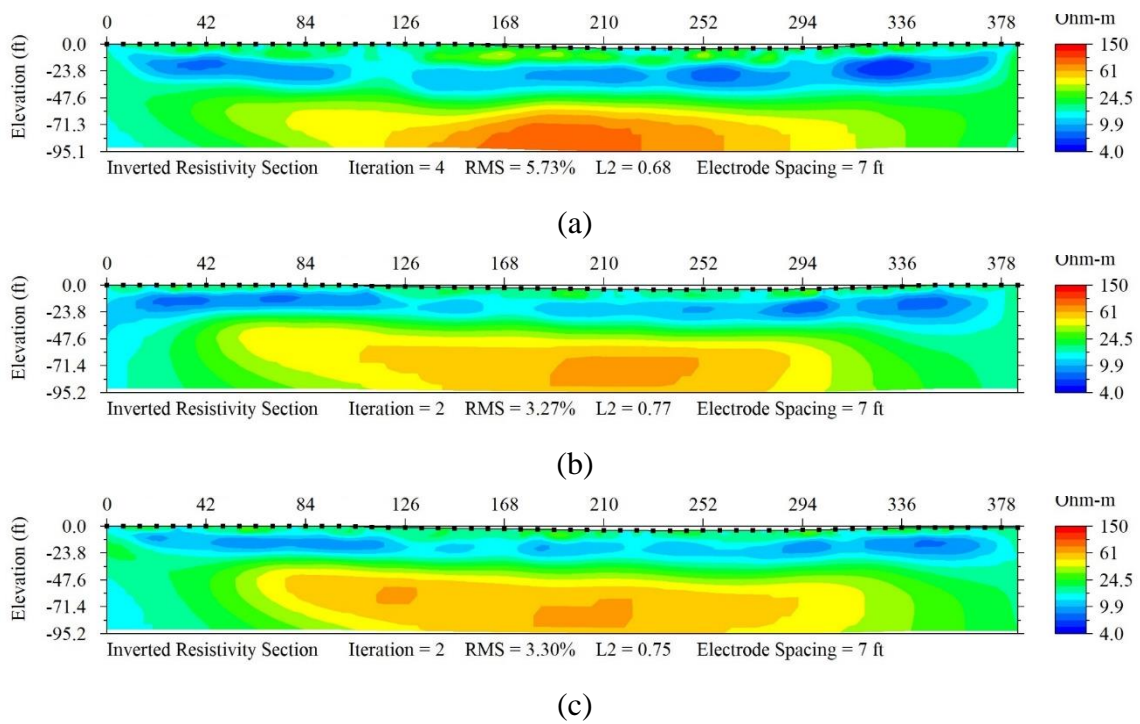 0 42 84 126 168 210 252 294 336 378 Ohm-m
Elevation (ft)
0.0 150
-23.8 61
-47.6 24.5
-71.3 9.9
-95.1 4.0
Inverted Resistivity Section Iteration = 4 RMS = 5.73% L2 = 0.68 Electrode Spacing = 7 ft
(a)
0 42 84 126 168 210 252 294 336 378 Ohm-m
Elevation (ft)
0.0 150
-23.8 61
-47.6 24.5
-71.4 9.9
-95.2 4.0
Inverted Resistivity Section Iteration = 2 RMS = 3.27% L2 = 0.77 Electrode Spacing = 7 ft
(b)
0 42 84 126 168 210 252 294 336 378 Ohm-m
Elevation (ft)
0.0 150
-23.8 61
-47.6 24.5
-71.4 9.9
-95.2 4.0
Inverted Resistivity Section Iteration = 2 RMS = 3.30% L2 = 0.75 Electrode Spacing = 7 ft
(c)